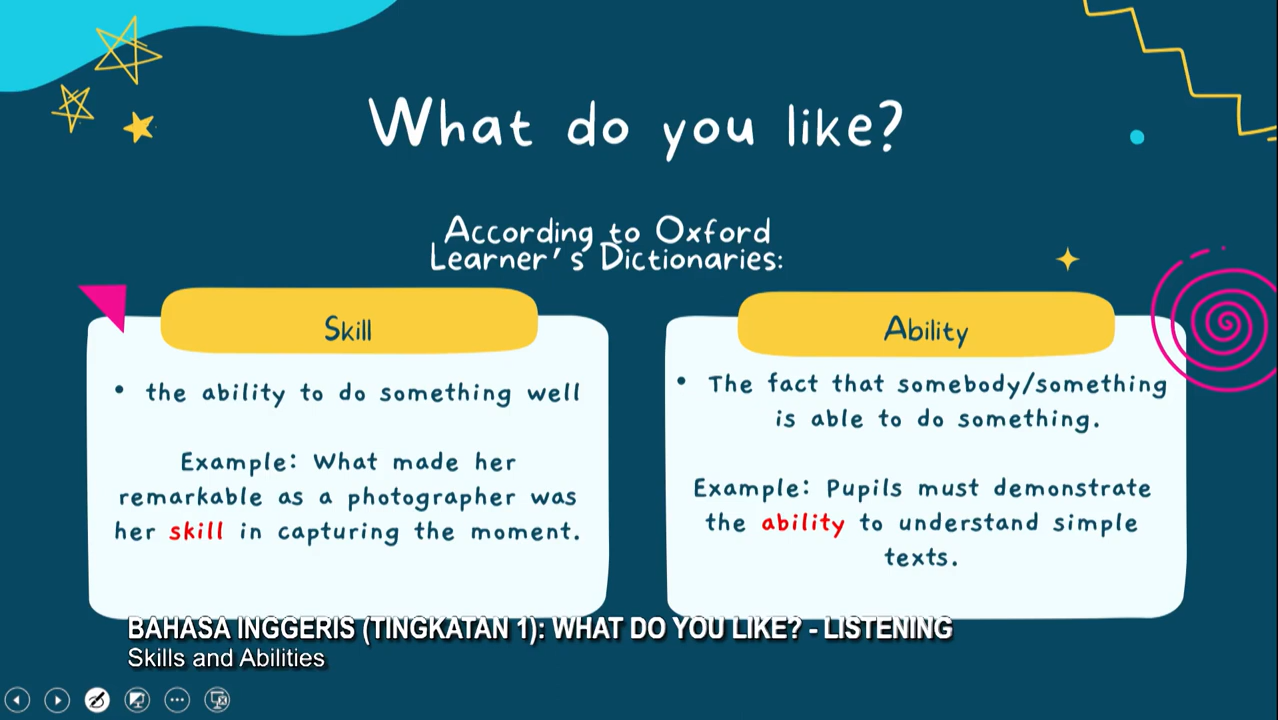 What do you like?
According to Oxford
Learner's Dictionaries:
Skill
• the ability to do something well
Example: What made her
remarkable as a photographer was
her skill in capturing the moment.
Ability
• The fact that somebody/something
is able to do something.
Example: Pupils must demonstrate
the ability to understand simple
texts.
BAHASA INGGERIS (TINGKATAN 1): WHAT DO YOU LIKE? - LISTENING
Skills and Abilities